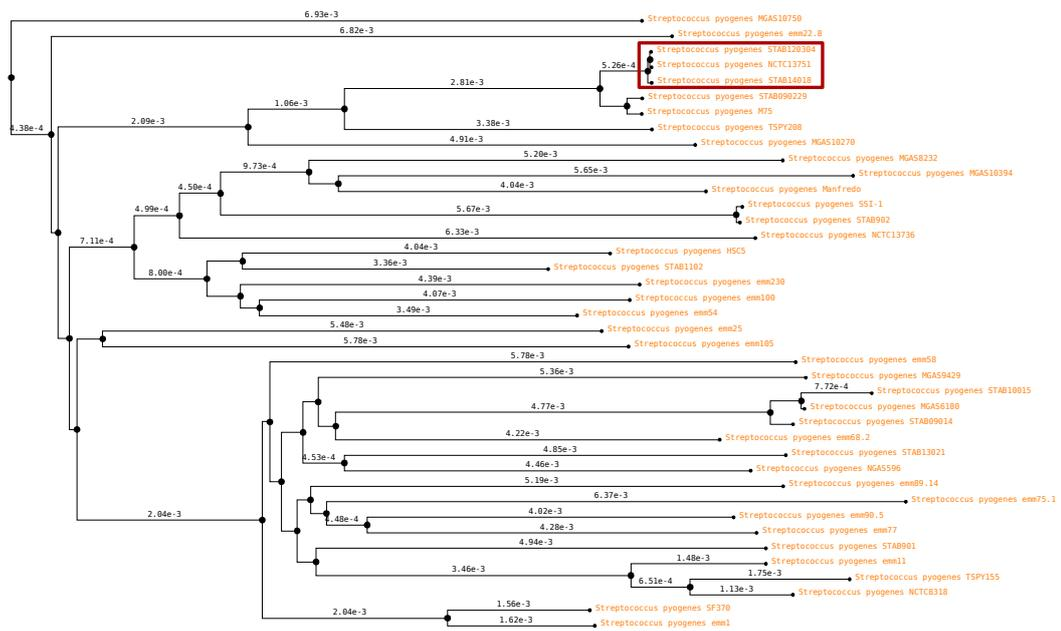 6.93e-3
Streptococcus pyogenes MGAS10750
6.82e-3
Streptococcus pyogenes emm22.8
Streptococcus pyogenes STAB120304
5.26e-4
Streptococcus pyogenes NCTC13751
Streptococcus pyogenes STAB14018
2.81e-3
Streptococcus pyogenes STAB090229
1.06e-3
Streptococcus pyogenes M75
4.38e-4
2.09e-3
3.38e-3
Streptococcus pyogenes TSPY208
4.91e-3
Streptococcus pyogenes MGAS10270
5.20e-3
Streptococcus pyogenes MGAS8232
9.73e-4
5.65e-3
Streptococcus pyogenes MGAS10394
4.50e-4
4.04e-3
Streptococcus pyogenes Manfredo
4.99e-4
5.67e-3
Streptococcus pyogenes SSI-1
Streptococcus pyogenes STAB902
6.33e-3
Streptococcus pyogenes NCTC13736
7.11e-4
4.04e-3
Streptococcus pyogenes HSC5
8.00e-4
3.36e-3
Streptococcus pyogenes STAB1102
4.39e-3
Streptococcus pyogenes emm230
4.07e-3
Streptococcus pyogenes emm100
3.49e-3
Streptococcus pyogenes emm54
5.48e-3
Streptococcus pyogenes emm25
5.78e-3
Streptococcus pyogenes emm105
5.78e-3
Streptococcus pyogenes emm58
5.36e-3
Streptococcus pyogenes MGAS9429
7.72e-4
Streptococcus pyogenes STAB10015
4.77e-3
Streptococcus pyogenes MGAS6180
Streptococcus pyogenes STAB09014
4.22e-3
Streptococcus pyogenes emm68.2
4.53e-4
4.85e-3
Streptococcus pyogenes STAB13021
4.46e-3
Streptococcus pyogenes NGAS596
5.19e-3
Streptococcus pyogenes emm89.14
6.37e-3
Streptococcus pyogenes emm75.1
2.04e-3
4.48e-4
4.02e-3
Streptococcus pyogenes emm90.5
4.28e-3
Streptococcus pyogenes emm77
4.94e-3
Streptococcus pyogenes STAB901
3.46e-3
1.48e-3
Streptococcus pyogenes emm11
6.51e-4
1.75e-3
Streptococcus pyogenes TSPY155
1.13e-3
Streptococcus pyogenes NCTC8318
2.04e-3
1.56e-3
Streptococcus pyogenes SF370
1.62e-3
Streptococcus pyogenes emm1